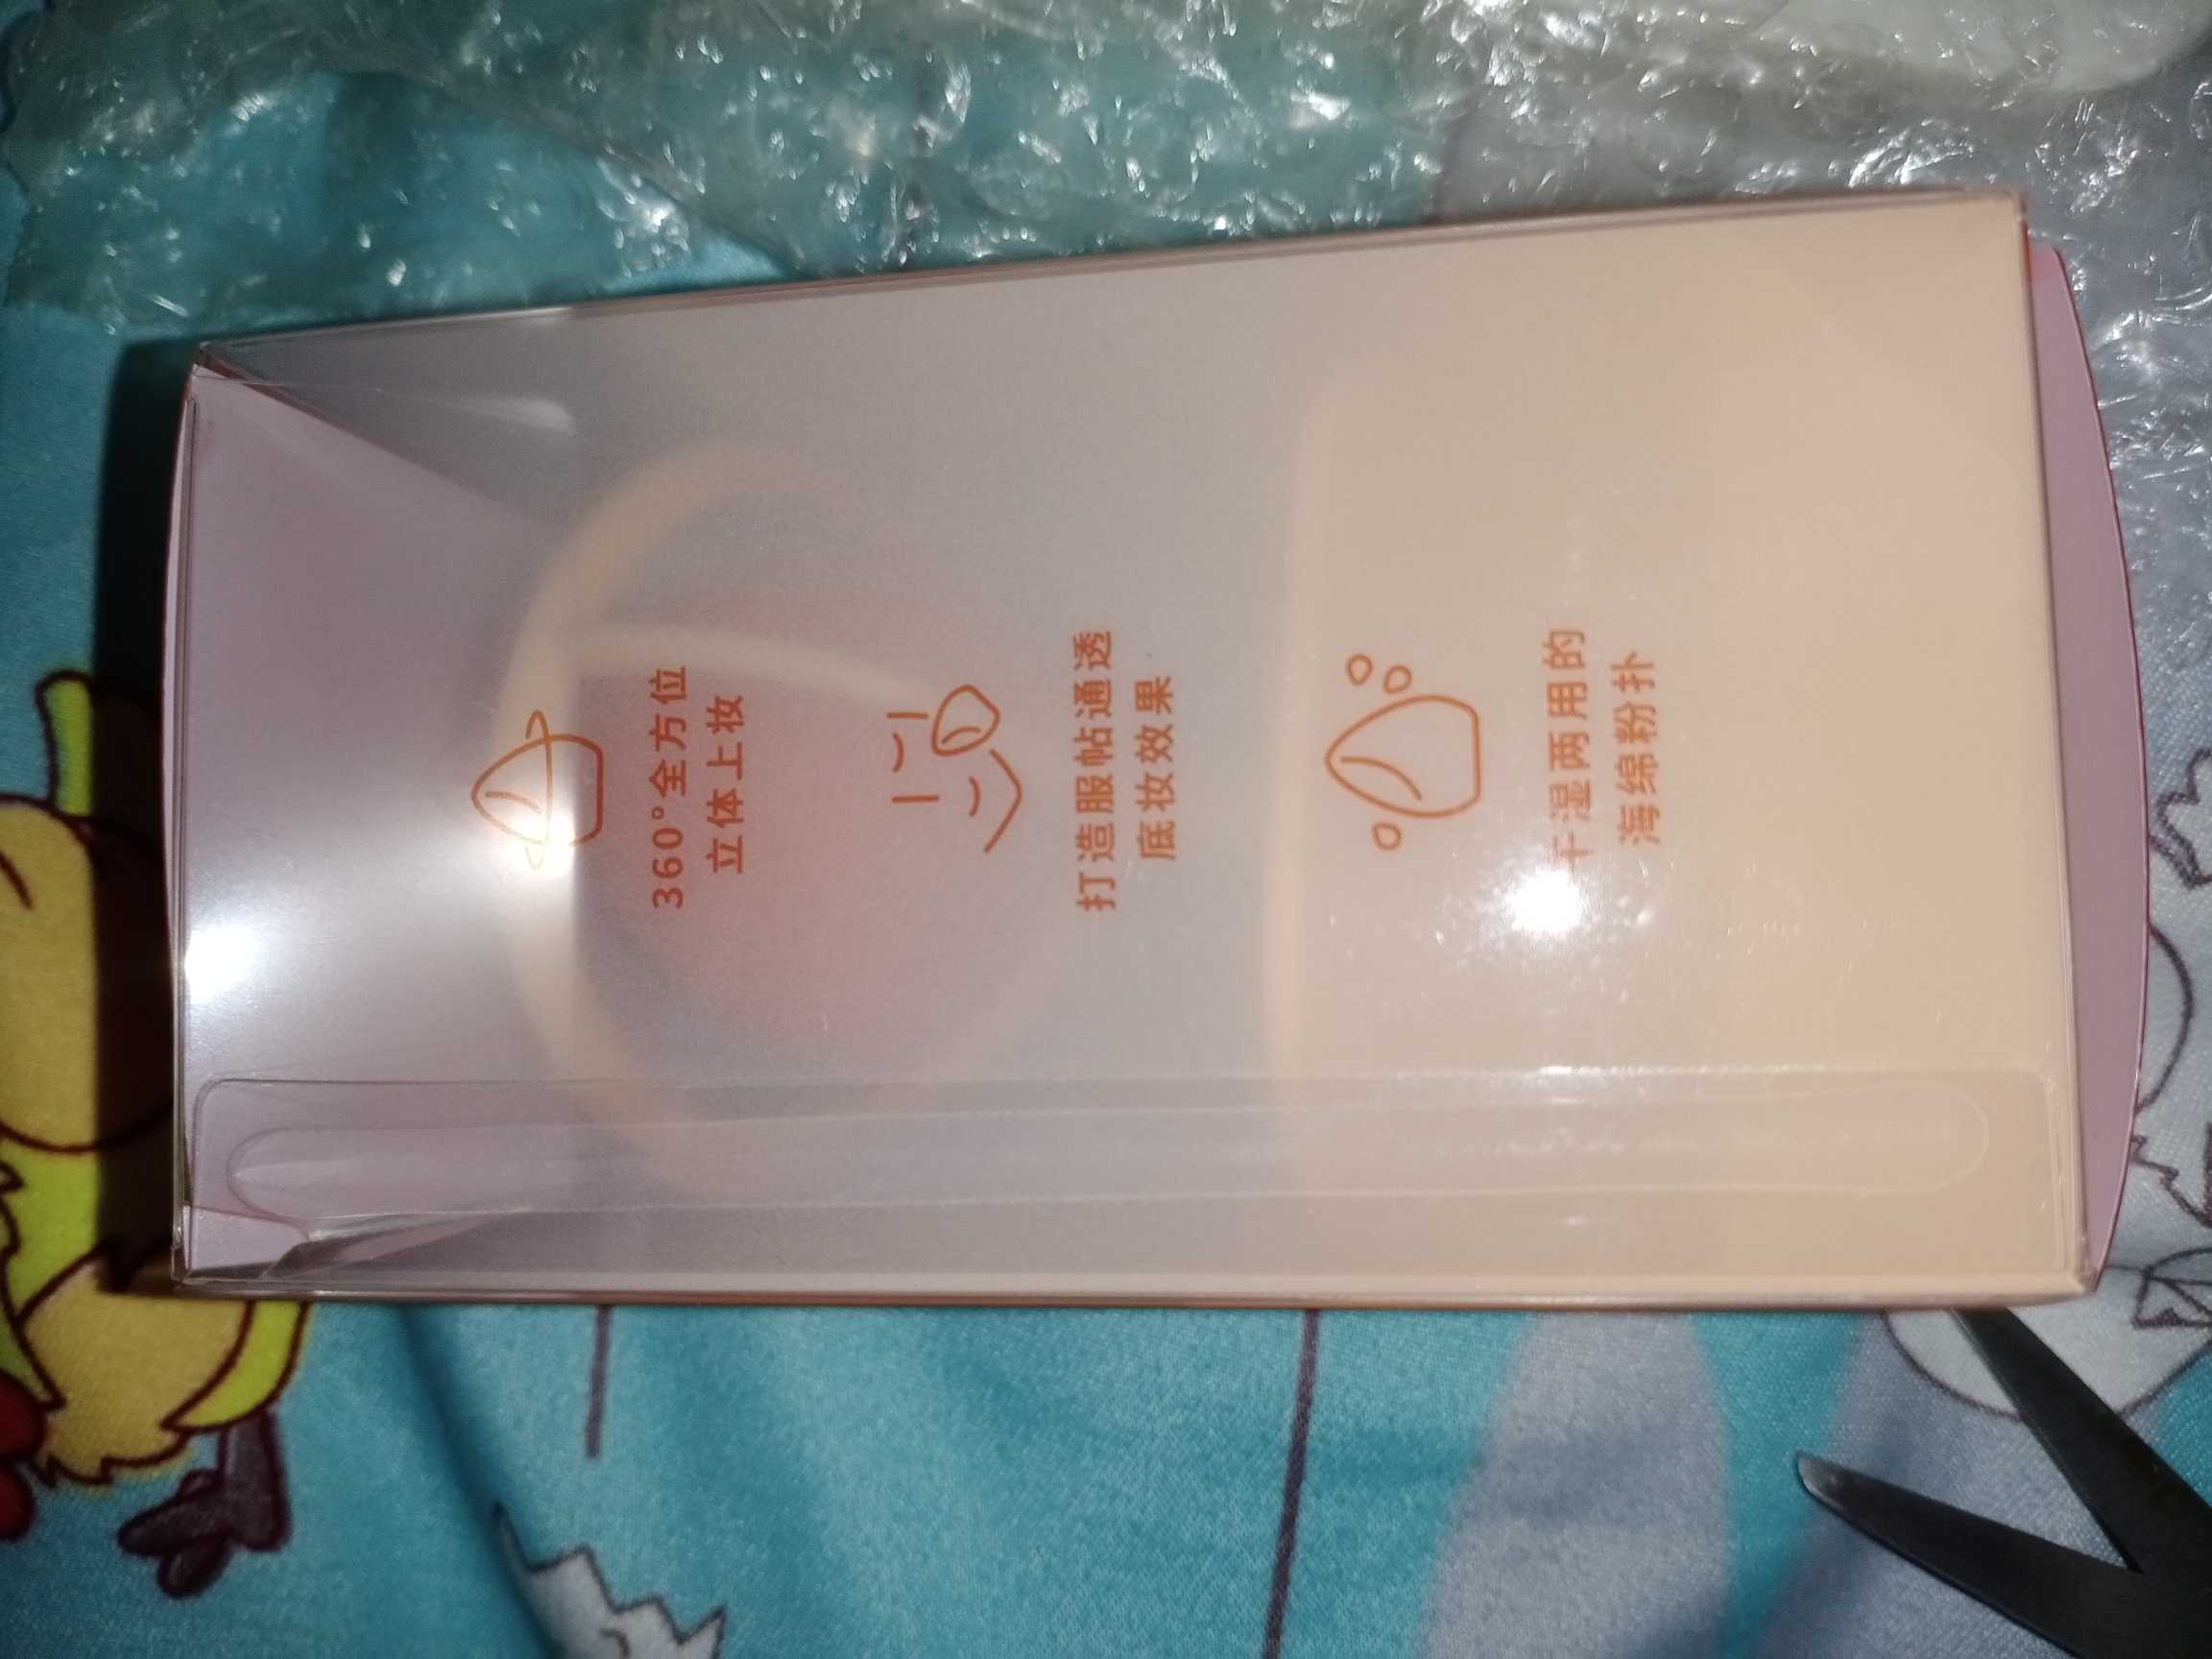 360°全方位
立体上妆
打造服帖通透
底妆效果
干湿两用的
海绵粉扑